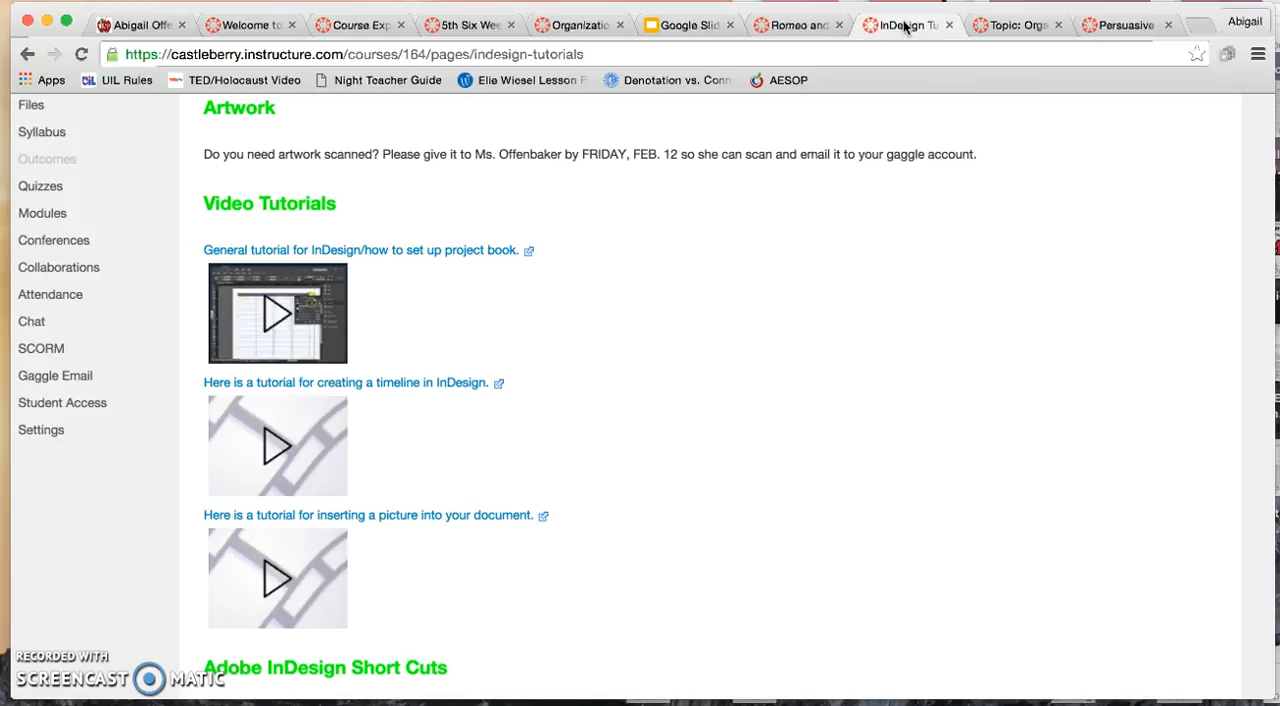 Abigail Offe
Welcome to
Course Exp
5th Six Wee
Organizatio
Google Slid
Romeo and
InDesign Tu
Topic: Orga
Persuasive
Abigail
https://castleberry.instructure.com/courses/164/pages/indesign-tutorials
Apps
UIL Rules
TED/Holocaust Video
Night Teacher Guide
Elie Wiesel Lesson P
Denotation vs. Conn
AESOP
Files
Syllabus
Outcomes
Quizzes
Modules
Conferences
Collaborations
Attendance
Chat
SCORM
Gaggle Email
Student Access
Settings
Artwork
Do you need artwork scanned? Please give it to Ms. Offenbaker by FRIDAY, FEB. 12 so she can scan and email it to your gaggle account.
Video Tutorials
General tutorial for InDesign/how to set up project book.
Here is a tutorial for creating a timeline in InDesign.
Here is a tutorial for inserting a picture into your document.
Adobe InDesign Short Cuts
RECORDED WITH
SCREENCAST MATIC